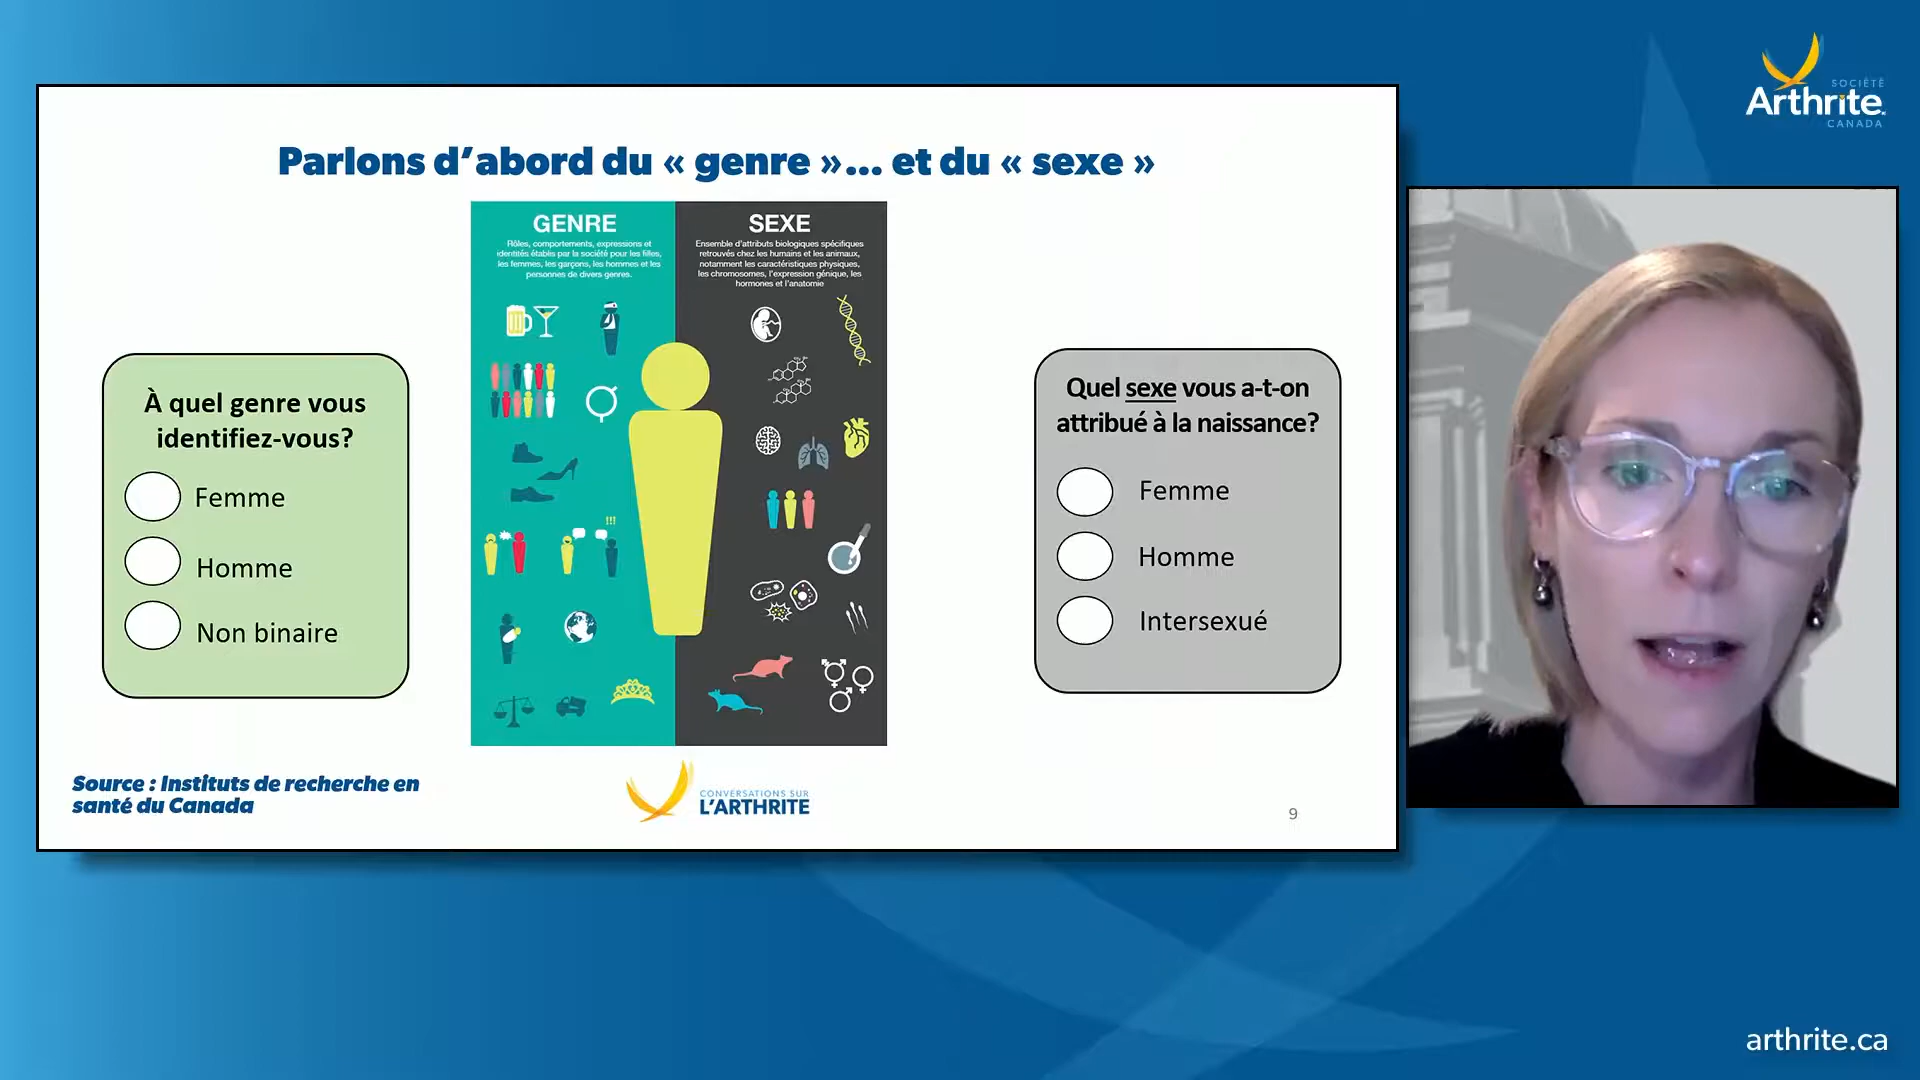 SOCIÉTÉ
Arthrite
CANADA
Parlons d’abord du « genre »... et du « sexe »
GENRE
Rôles, comportements, expressions et
identités établis par la société pour les filles,
les femmes, les garçons, les hommes et les
personnes de divers genres.
SEXE
Ensemble d'attributs biologiques spécifiques
retrouvés chez les humains et les animaux,
notamment les caractéristiques physiques,
les chromosomes, l'expression génique, les
hormones et l'anatomie
!!!
À quel genre vous
identifiez-vous?
Femme
Homme
Non binaire
Quel sexe vous a-t-on
attribué à la naissance?
Femme
Homme
Intersexué
Source : Instituts de recherche en
santé du Canada
CONVERSATIONS SUR
L'ARTHRITE
9
arthrite.ca